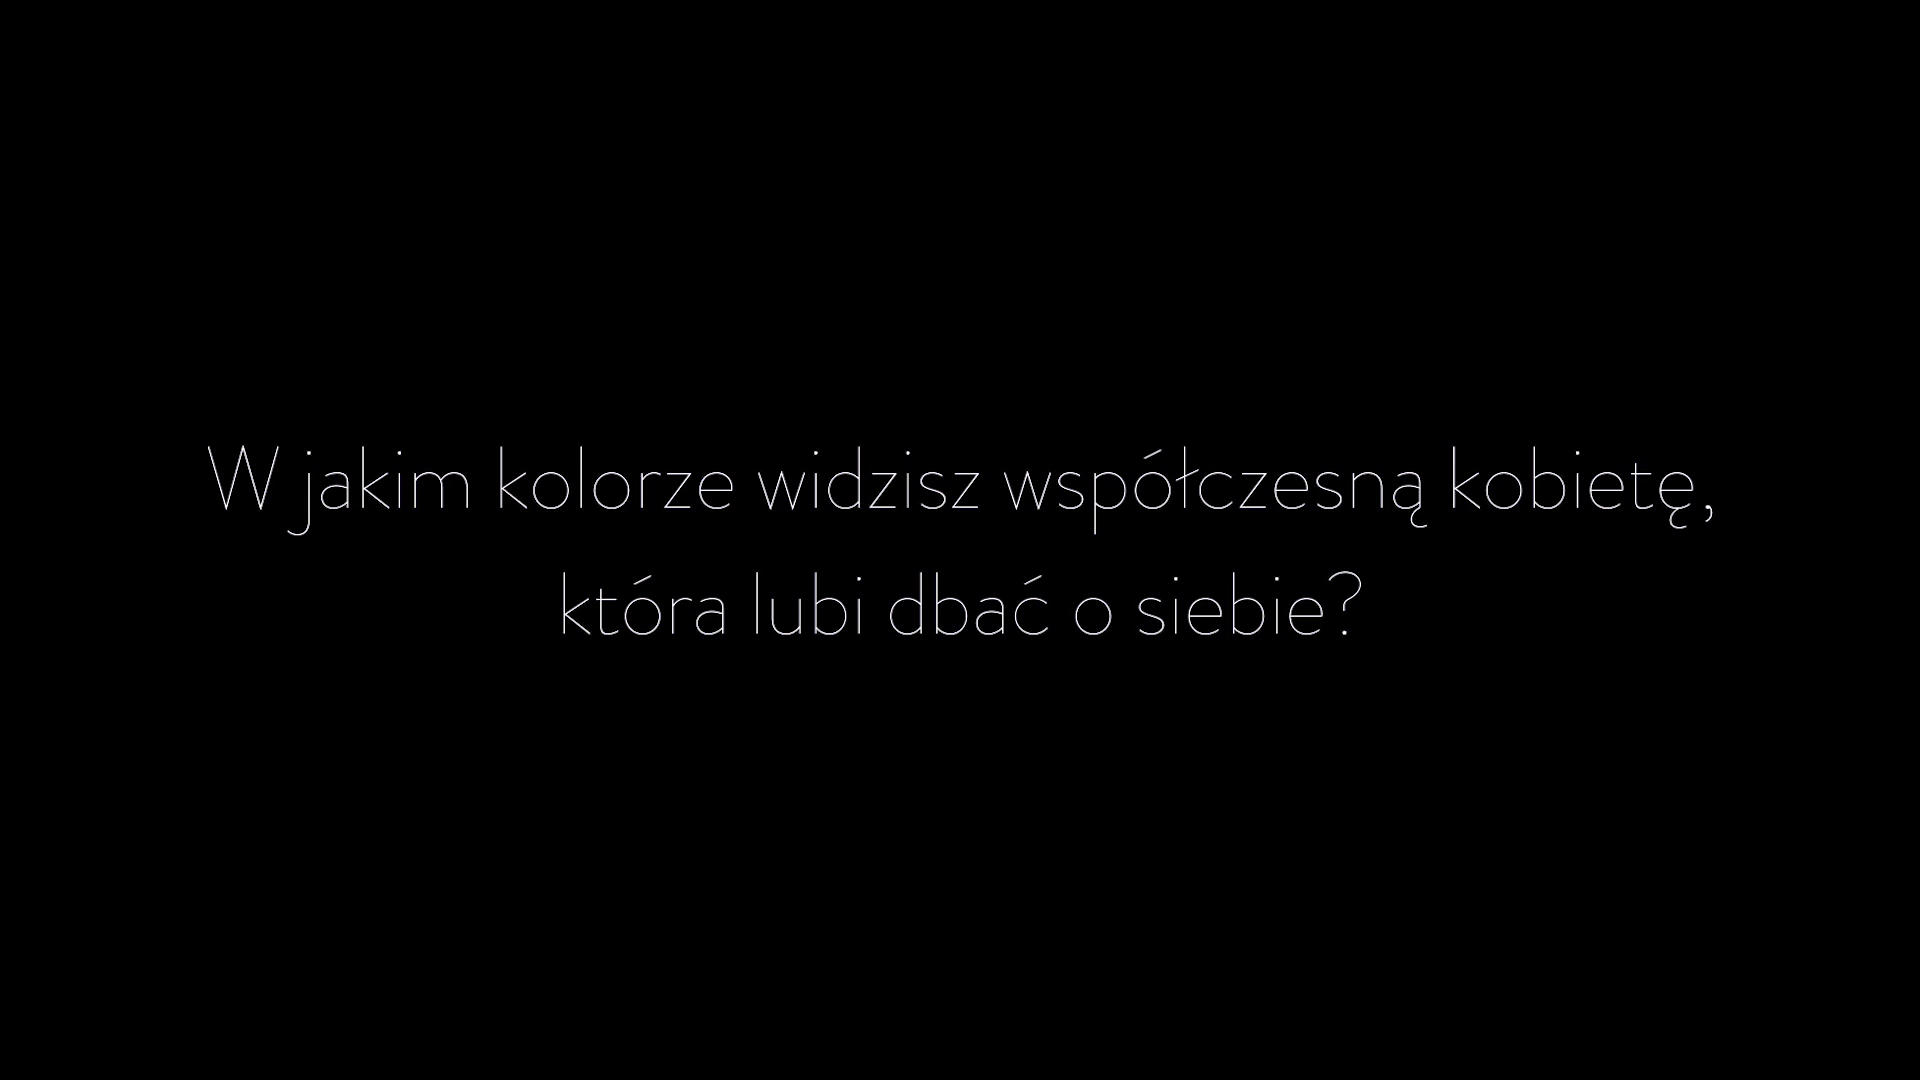 W jakim kolorze widzisz współczesną kobietę,
która lubi dbać o siebie?